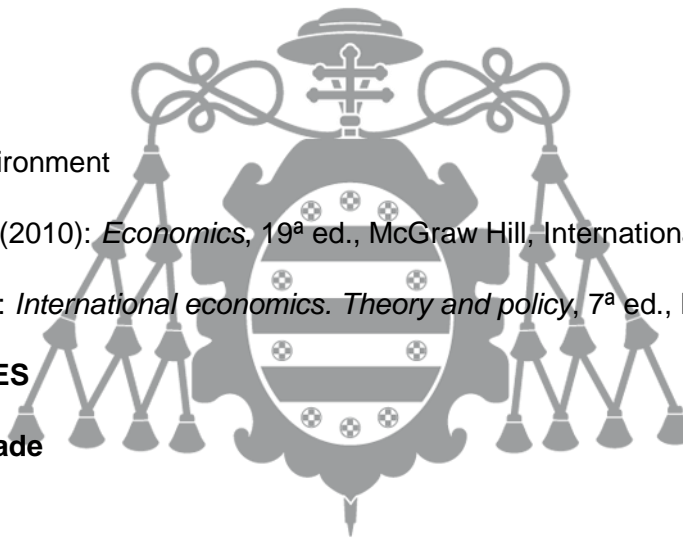 ironment
(2010): Economics, 19ª ed., McGraw Hill, Internationa
: International economics. Theory and policy, 7ª ed.,
ES
ade